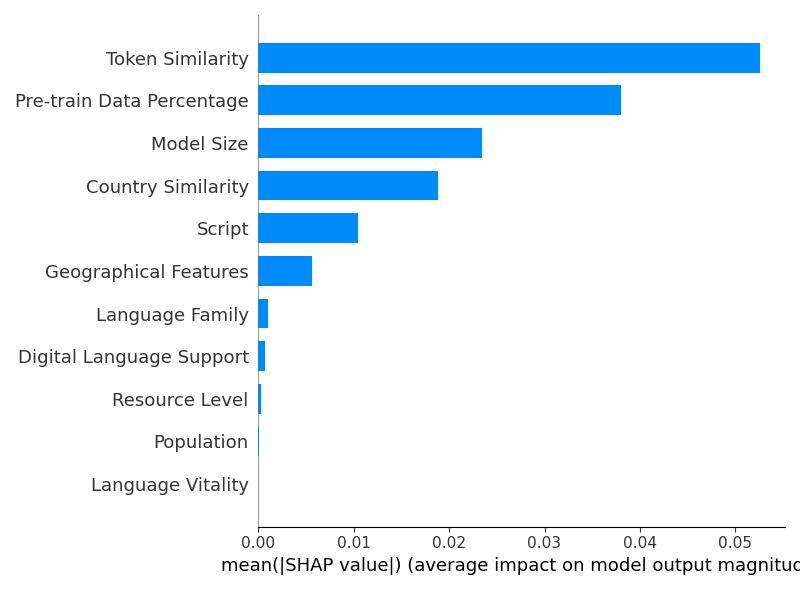 Token Similarity
Pre-train Data Percentage
Model Size
Country Similarity
Script
Geographical Features
Language Family
Digital Language Support
Resource Level
Population
Language Vitality
0.00 0.01 0.02 0.03 0.04 0.05
mean(|SHAP value|) (average impact on model output magnitud